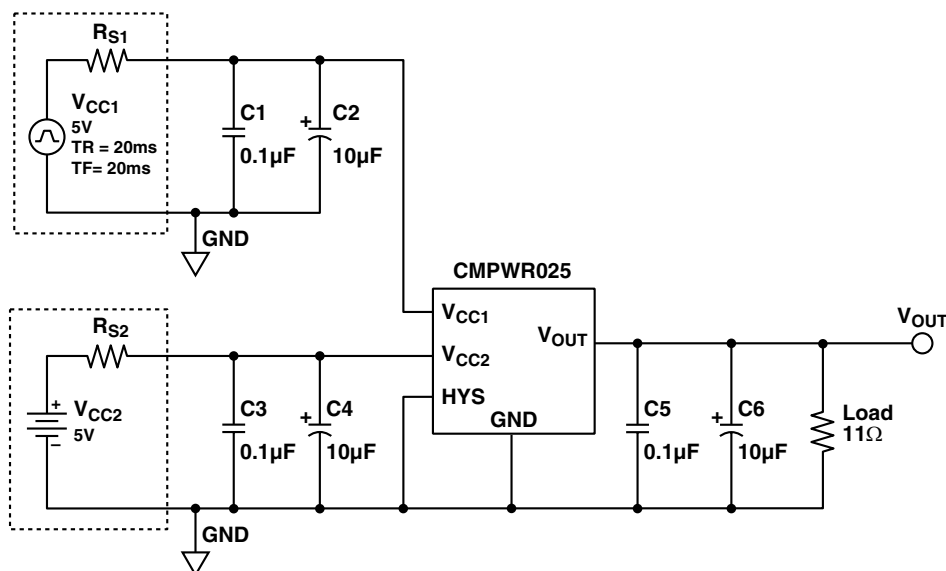 RS1
VCC1
5V
TR = 20ms
TF= 20ms
C1
0.1µF
+
C2
10µF
GND
CMPWR025
VCC1
VCC2
HYS
GND
VOUT
VOUT
RS2
+
VCC2
5V
–
C3
0.1µF
+
C4
10µF
C5
0.1µF
+
C6
10µF
Load
11Ω
GND